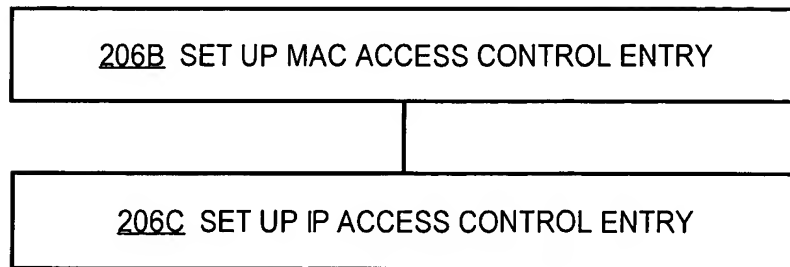 206B SET UP MAC ACCESS CONTROL ENTRY
206C SET UP IP ACCESS CONTROL ENTRY